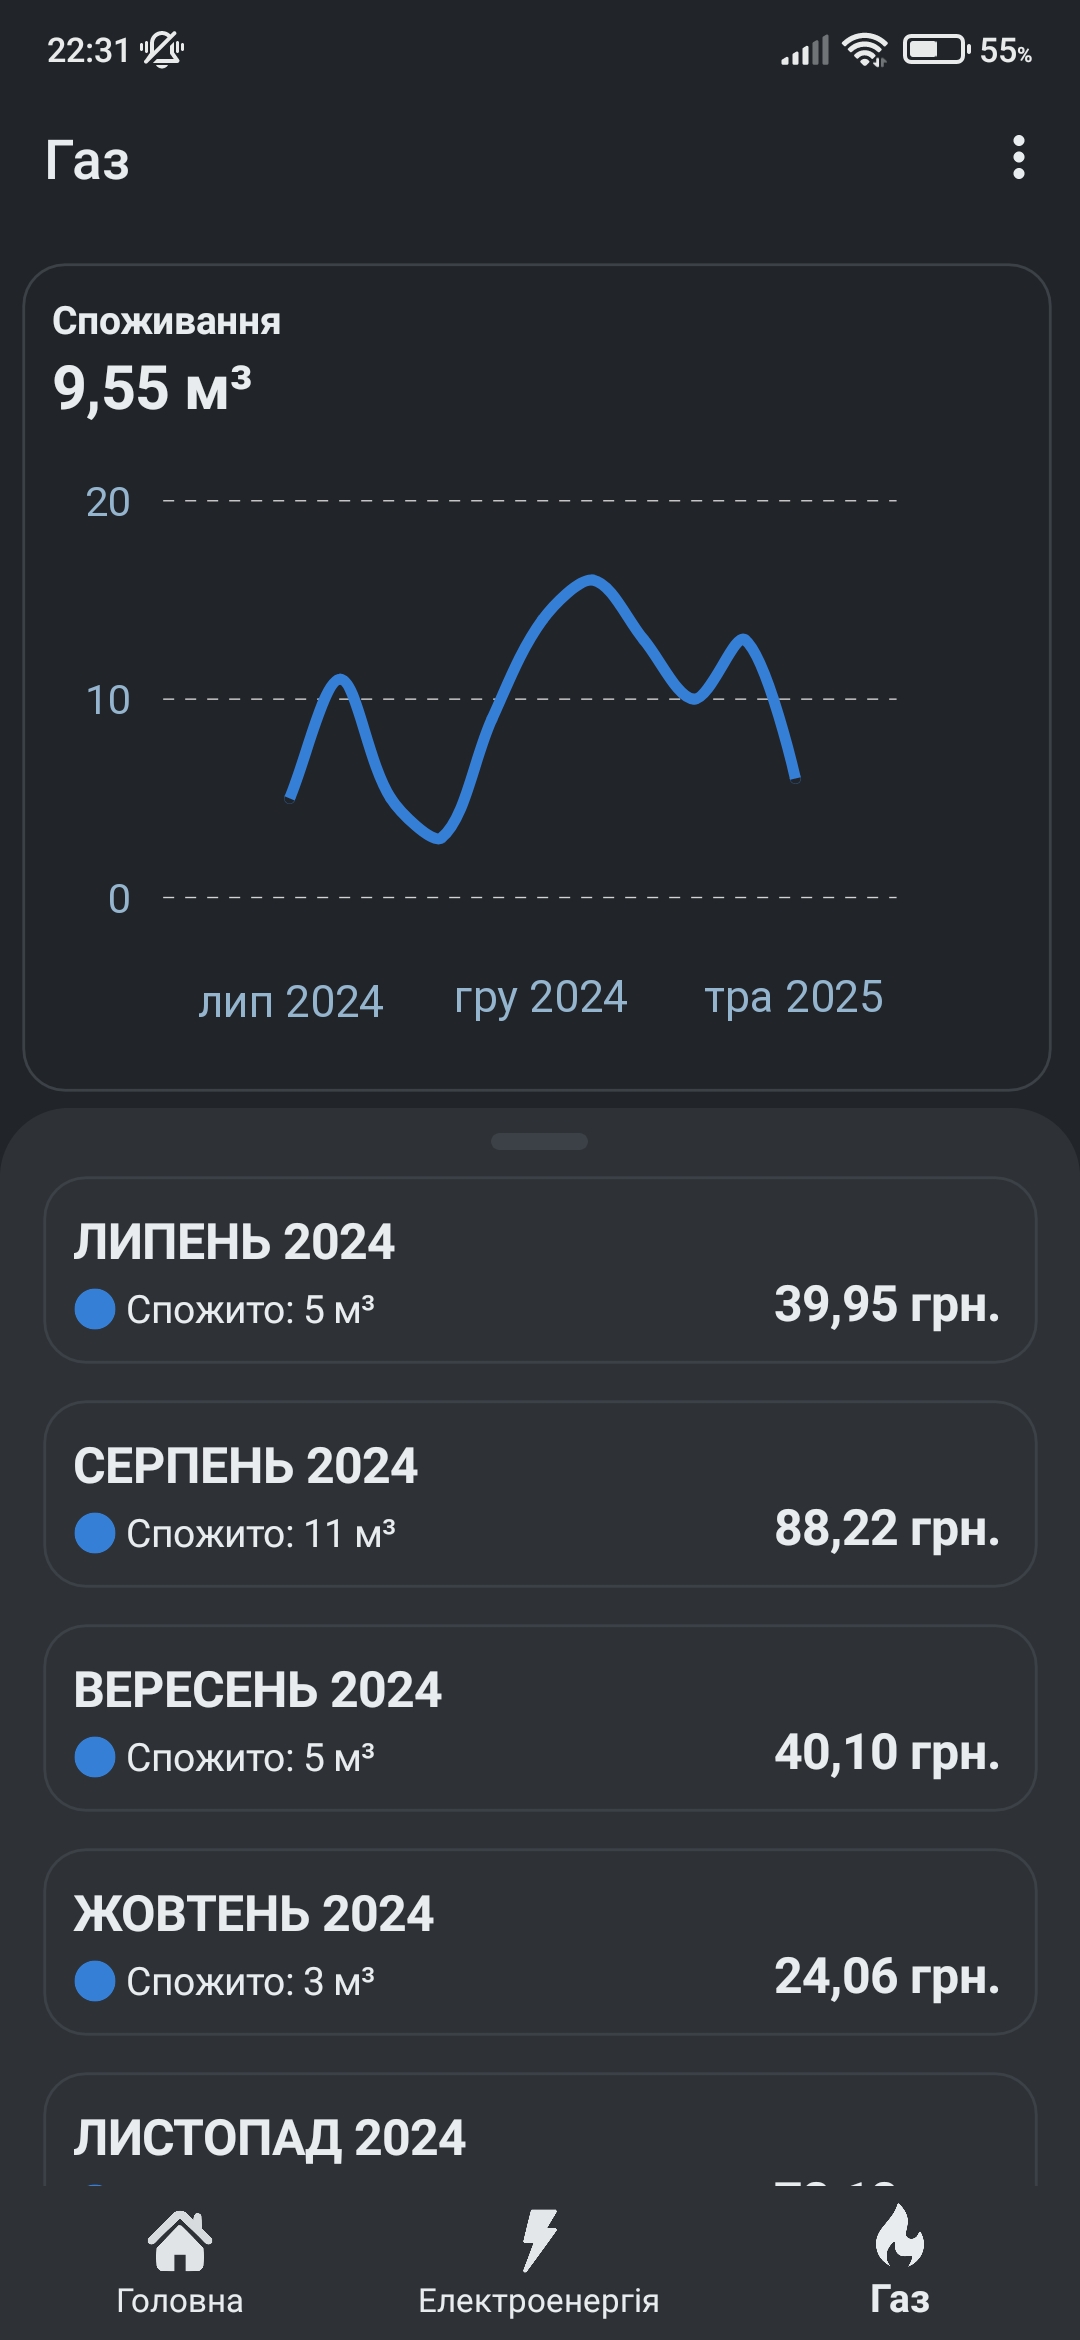 22:31
55%
Газ
Споживання
9,55 м³
20
10
0
лип 2024 гру 2024 тра 2025
ЛИПЕНЬ 2024
Спожито: 5 м³ 39,95 грн.
СЕРПЕНЬ 2024
Спожито: 11 м³ 88,22 грн.
ВЕРЕСЕНЬ 2024
Спожито: 5 м³ 40,10 грн.
ЖОВТЕНЬ 2024
Спожито: 3 м³ 24,06 грн.
ЛИСТОПАД 2024
Головна Електроенергія Газ